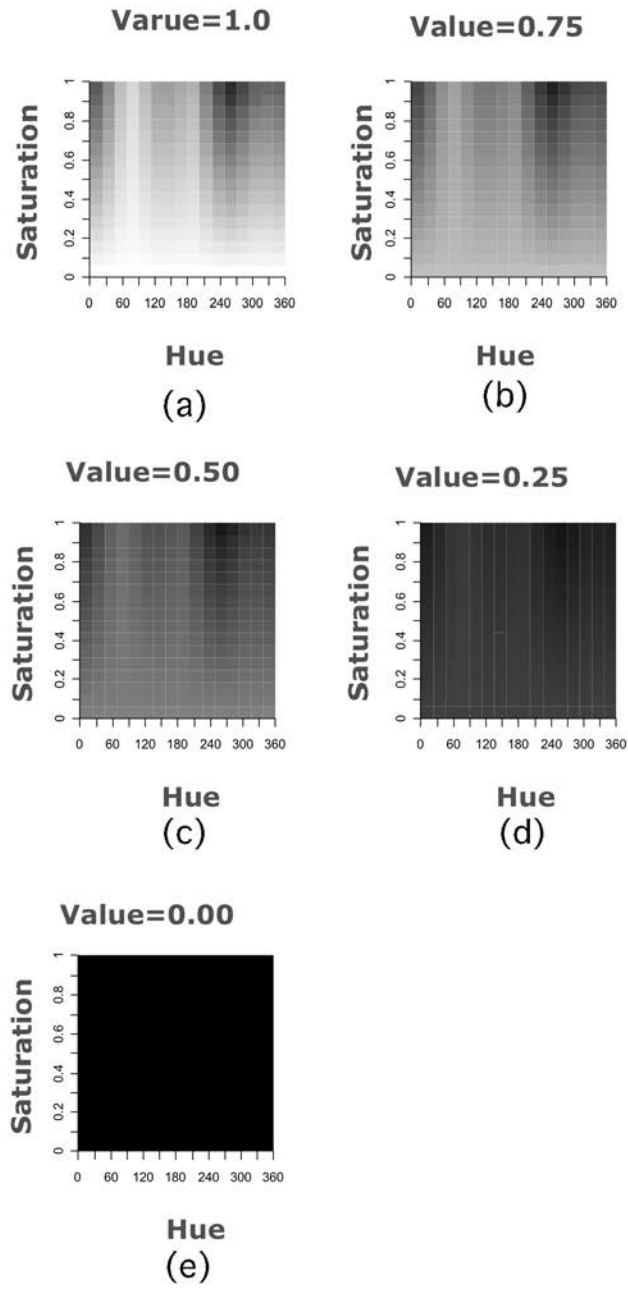 Varue=1.0
Saturation
0 0.2 0.4 0.6 0.8 1
0 60 120 180 240 300 360
Hue
(a)
Value=0.75
Saturation
0 0.2 0.4 0.6 0.8 1
0 60 120 180 240 300 360
Hue
(b)
Value=0.50
Saturation
0 0.2 0.4 0.6 0.8 1
0 60 120 180 240 300 360
Hue
(c)
Value=0.25
Saturation
0 0.2 0.4 0.6 0.8 1
0 60 120 180 240 300 360
Hue
(d)
Value=0.00
Saturation
0 0.2 0.4 0.6 0.8 1
0 60 120 180 240 300 360
Hue
(e)